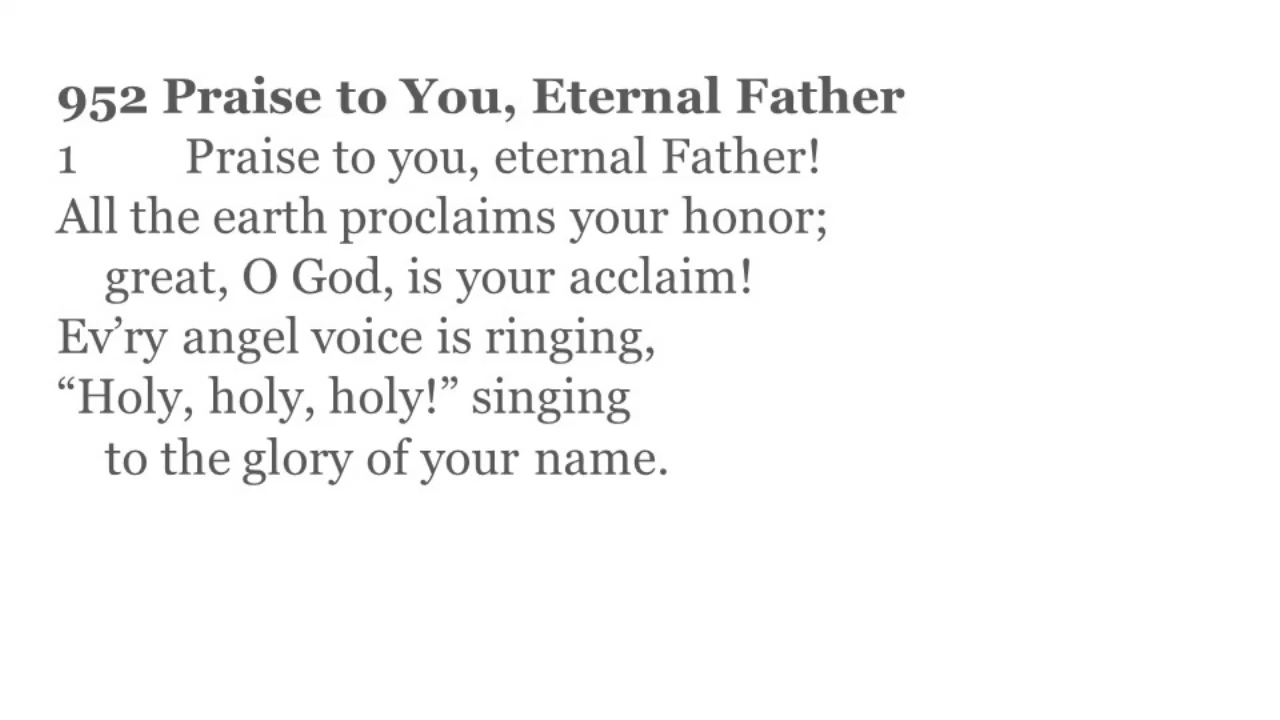 952 Praise to You, Eternal Father
1 Praise to you, eternal Father!
All the earth proclaims your honor;
great, O God, is your acclaim!
Ev’ry angel voice is ringing,
“Holy, holy, holy!” singing
to the glory of your name.